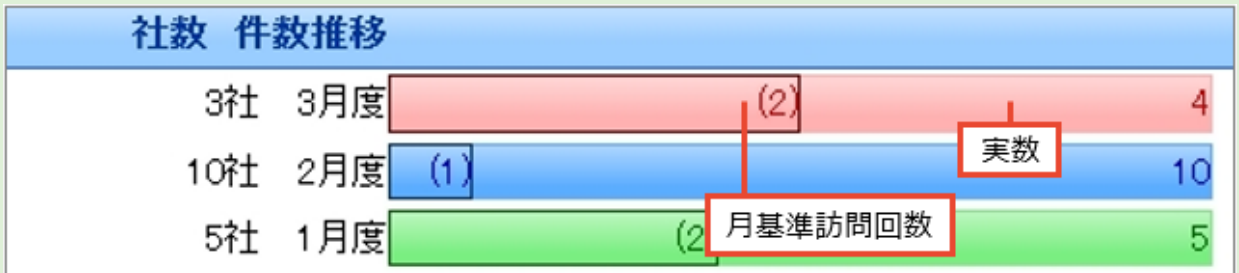 社数 件数推移
3社 3月度 (2) 4
実数
10社 2月度 (1) 10
月基準訪問回数
5社 1月度 (2 5